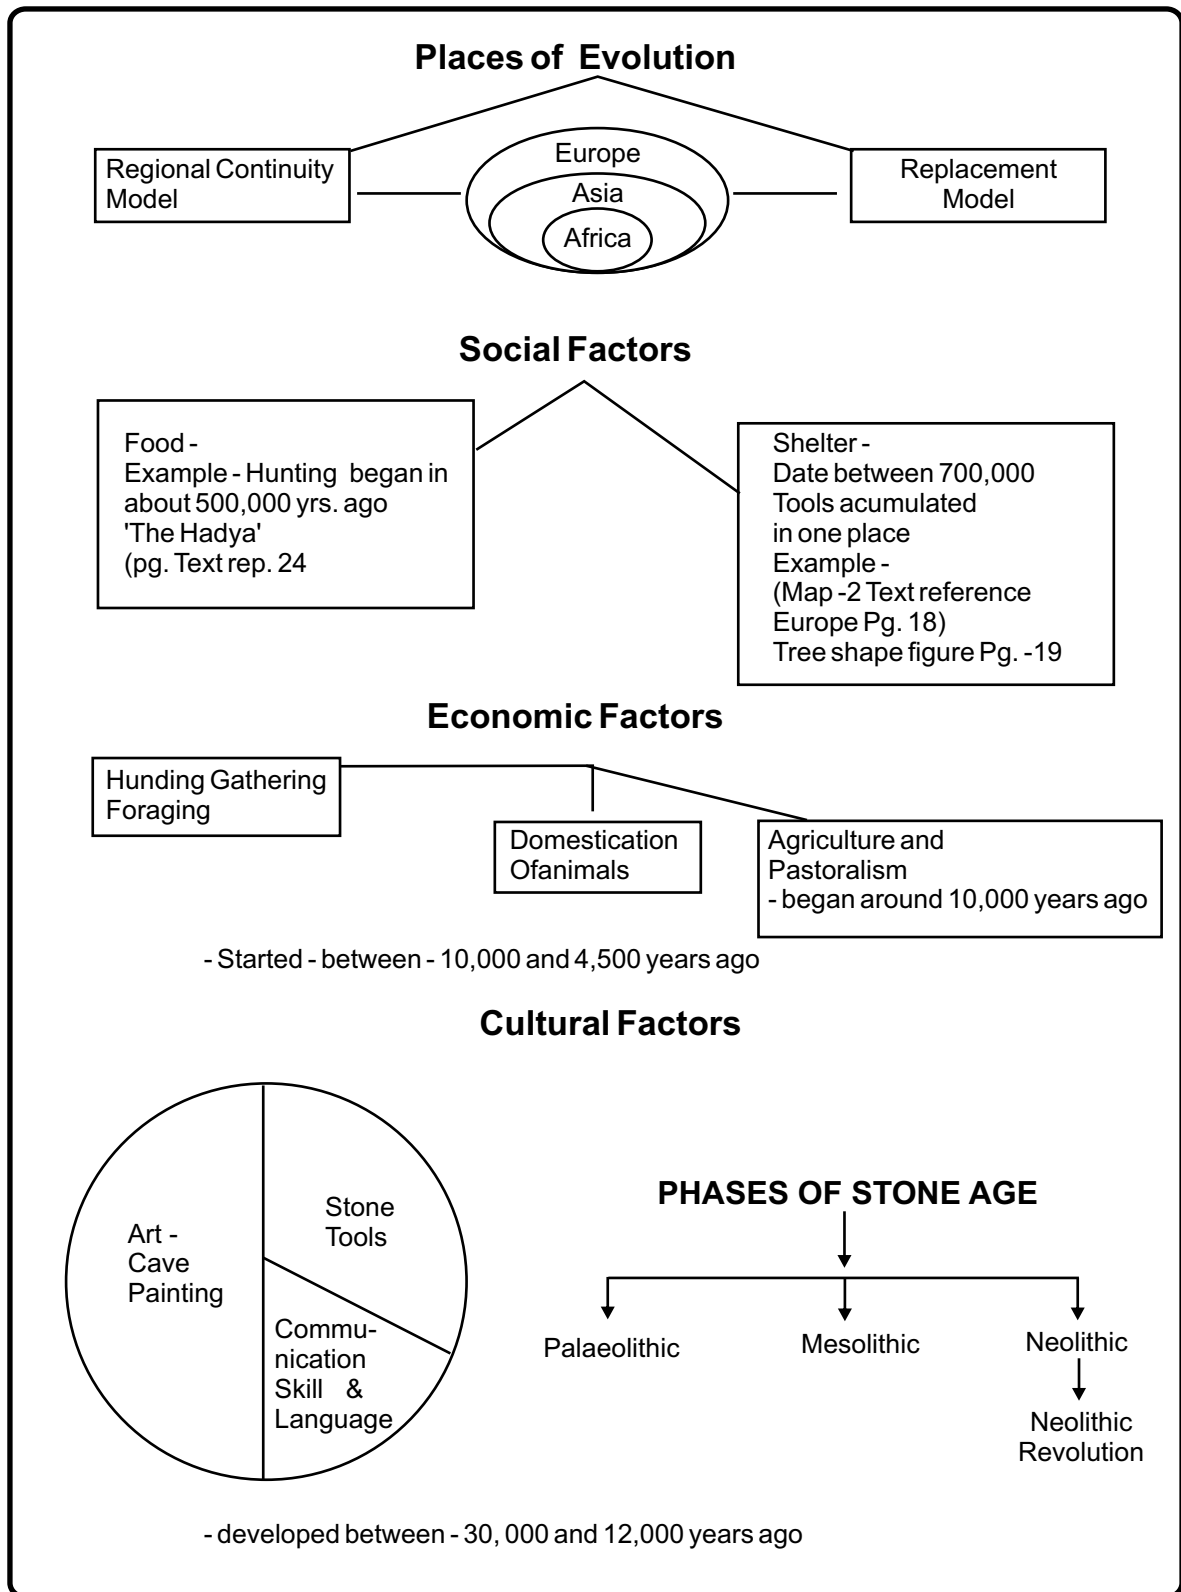 Places of Evolution
Regional Continuity
Model
Europe
Asia
Africa
Replacement
Model
Social Factors
Food -
Example - Hunting began in
about 500,000 yrs. ago
'The Hadya'
(pg. Text rep. 24
Shelter -
Date between 700,000
Tools acumulated
in one place
Example -
(Map -2 Text reference
Europe Pg. 18)
Tree shape figure Pg. -19
Economic Factors
Hunding Gathering
Foraging
Domestication
Ofanimals
Agriculture and
Pastoralism
- began around 10,000 years ago
- Started - between - 10,000 and 4,500 years ago
Cultural Factors
Art -
Cave
Painting
Stone
Tools
Commu-
nication
Skill &
Language
PHASES OF STONE AGE
Palaeolithic
Mesolithic
Neolithic
Neolithic
Revolution
- developed between - 30, 000 and 12,000 years ago